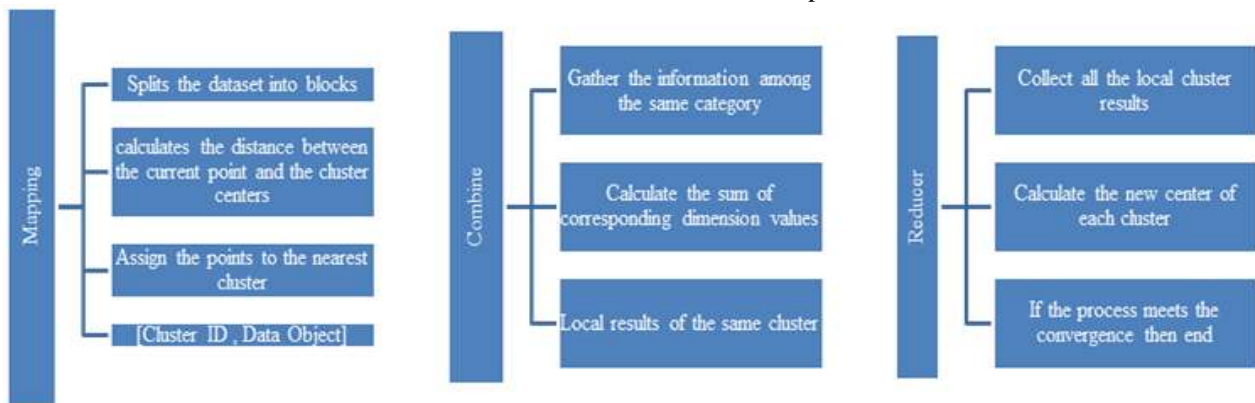 Mapping
Splits the dataset into blocks
calculates the distance between
the current point and the cluster
centers
Assign the points to the nearest
cluster
[Cluster ID , Data Object]
Combine
Gather the information among
the same category
Calculate the sum of
corresponding dimension values
Local results of the same cluster
Reducer
Collect all the local cluster
results
Calculate the new center of
each cluster
If the process meets the
convergence then end